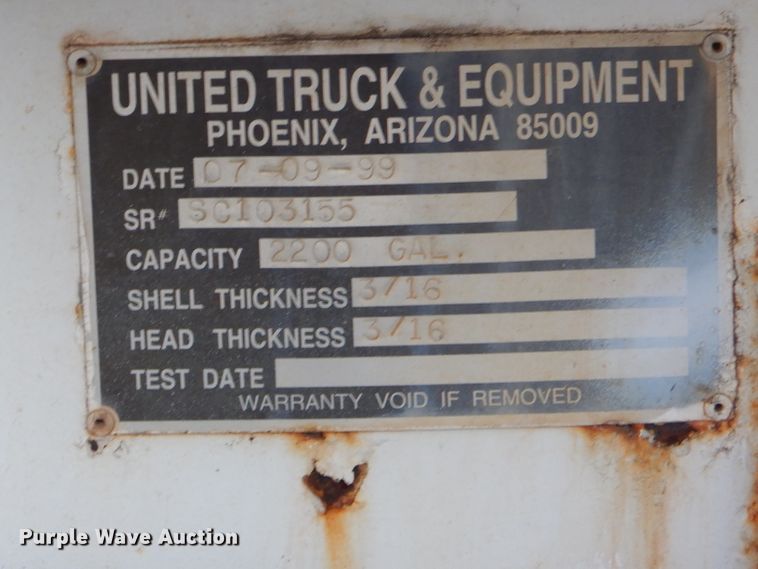 UNITED TRUCK & EQUIPMENT
PHOENIX, ARIZONA 85009
DATE 07-09-99
SR# SC103155
CAPACITY 2200 GAL.
SHELL THICKNESS 3/16
HEAD THICKNESS 3/16
TEST DATE
WARRANTY VOID IF REMOVED
Purple Wave Auction